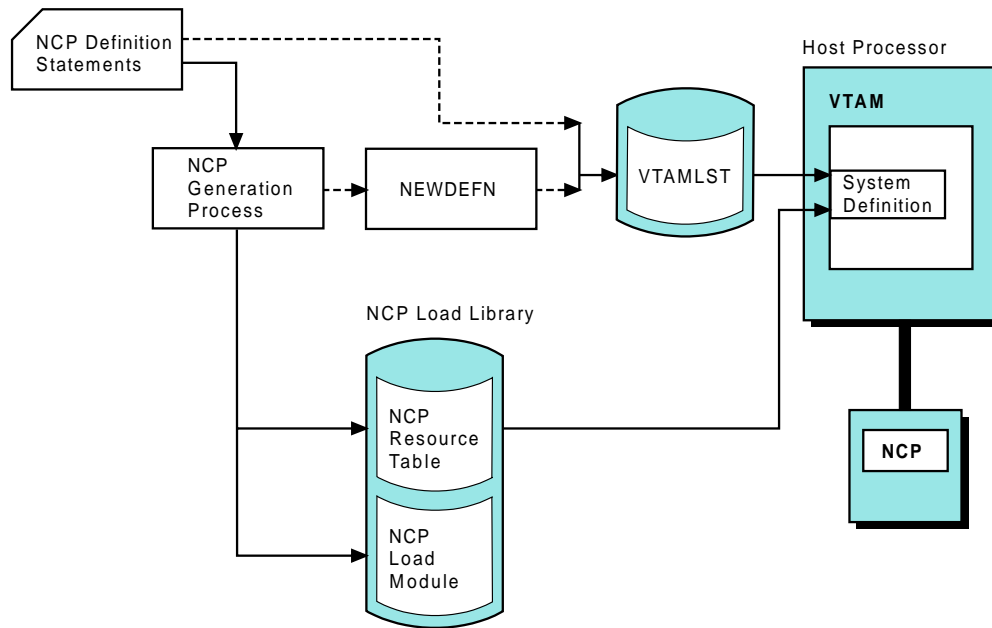 NCP Definition
Statements
Host Processor
VTAM
NCP
Generation
Process
NEWDEFN
VTAMLST
System
Definition
NCP Load Library
NCP
Resource
Table
NCP
NCP
Load
Module